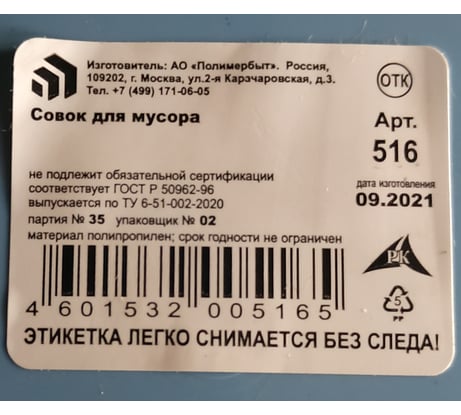 Изготовитель: АО «Полимербыт». Россия,
109202, г. Москва, ул.2-я Карачаровская, д.3.
Тел. +7 (499) 171-06-05
ОТК
Совок для мусора
Арт.
516
не подлежит обязательной сертификации
соответствует ГОСТ Р 50962-96
выпускается по ТУ 6-51-002-2020
дата изготовления
09.2021
партия № 35 упаковщик № 02
материал полипропилен; срок годности не ограничен
РК
4 601532 005165
5
PP
ЭТИКЕТКА ЛЕГКО СНИМАЕТСЯ БЕЗ СЛЕДА!